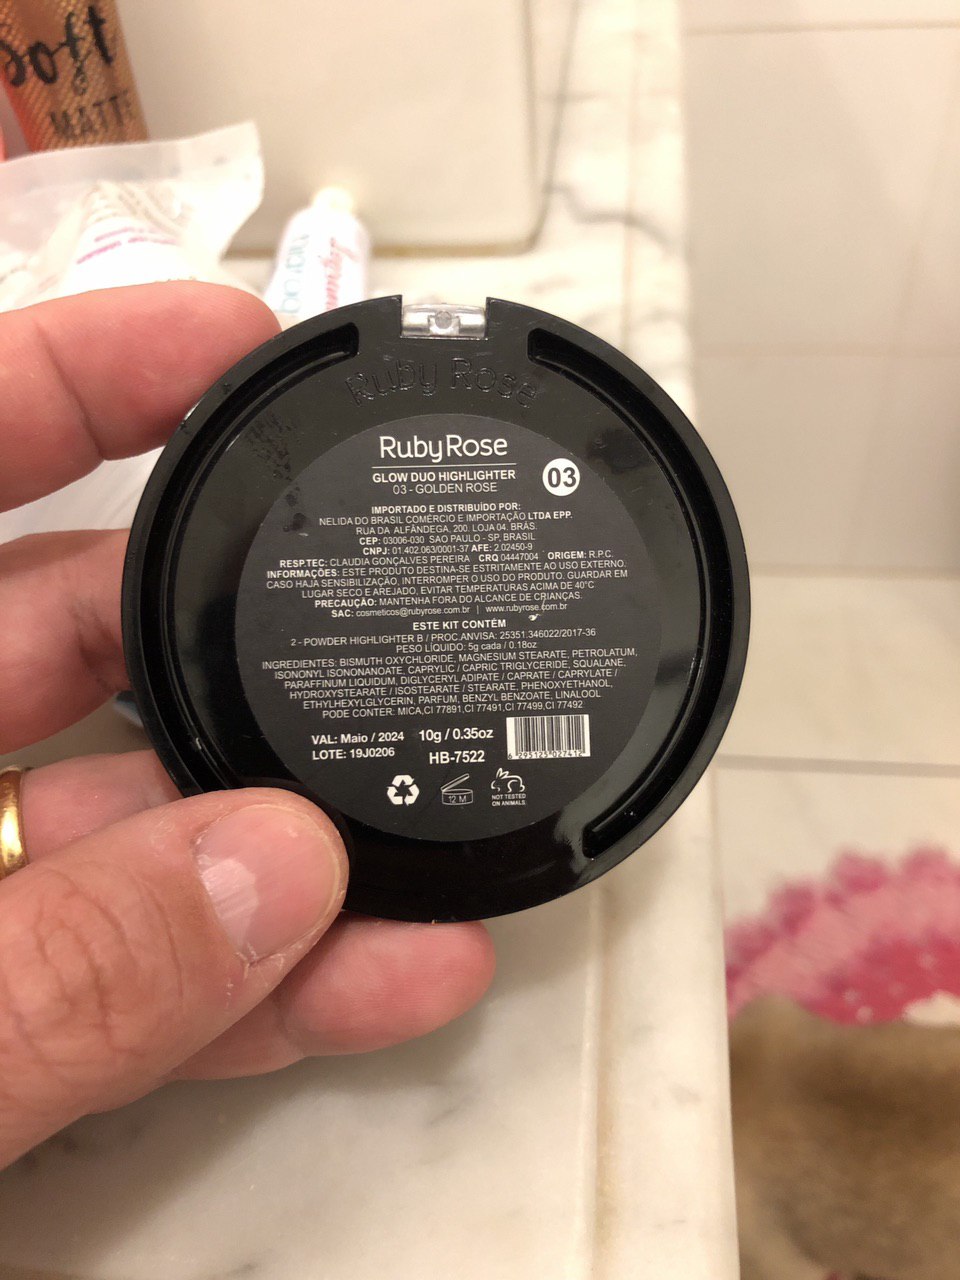 Soft
MATTE
Ruby Rose
RubyRose
GLOW DUO HIGHLIGHTER
03 - GOLDEN ROSE
03
IMPORTADO E DISTRIBUÍDO POR:
NELIDA DO BRASIL COMÉRCIO E IMPORTAÇÃO LTDA EPP.
RUA DA ALFÂNDEGA, 200. LOJA 04. BRÁS.
CEP: 03006-030 SAO PAULO - SP, BRASIL
CNPJ: 01.402.063/0001-37 AFE: 2.02450-9
RESP.TEC: CLAUDIA GONÇALVES PEREIRA CRQ 04447004 ORIGEM: R.P.C.
INFORMAÇÕES: ESTE PRODUTO DESTINA-SE ESTRITAMENTE AO USO EXTERNO.
CASO HAJA SENSIBILIZAÇÃO, INTERROMPER O USO DO PRODUTO. GUARDAR EM
LUGAR SECO E AREJADO, EVITAR TEMPERATURAS ACIMA DE 40°C
PRECAUÇÃO: MANTENHA FORA DO ALCANCE DE CRIANÇAS.
SAC: cosmeticos@rubyrose.com.br | www.rubyrose.com.br
ESTE KIT CONTÉM
2 - POWDER HIGHLIGHTER B / PROC.ANVISA: 25351.346022/2017-36
PESO LÍQUIDO: 5g cada / 0.18oz
INGREDIENTES: BISMUTH OXYCHLORIDE, MAGNESIUM STEARATE, PETROLATUM,
ISONONYL ISONONANOATE, CAPRYLIC / CAPRIC TRIGLYCERIDE, SQUALANE,
PARAFFINUM LIQUIDUM, DIGLYCERYL ADIPATE / CAPRATE / CAPRYLATE /
HYDROXYSTEARATE / ISOSTEARATE / STEARATE, PHENOXYETHANOL,
ETHYLHEXYLGLYCERIN, PARFUM, BENZYL BENZOATE, LINALOOL
PODE CONTER: MICA,CI 77891,CI 77491,CI 77499,CI 77492
VAL: Maio / 2024 10g / 0.35oz
LOTE: 19J0206 HB-7522
6 295125 027412
12 M
NOT TESTED
ON ANIMALS